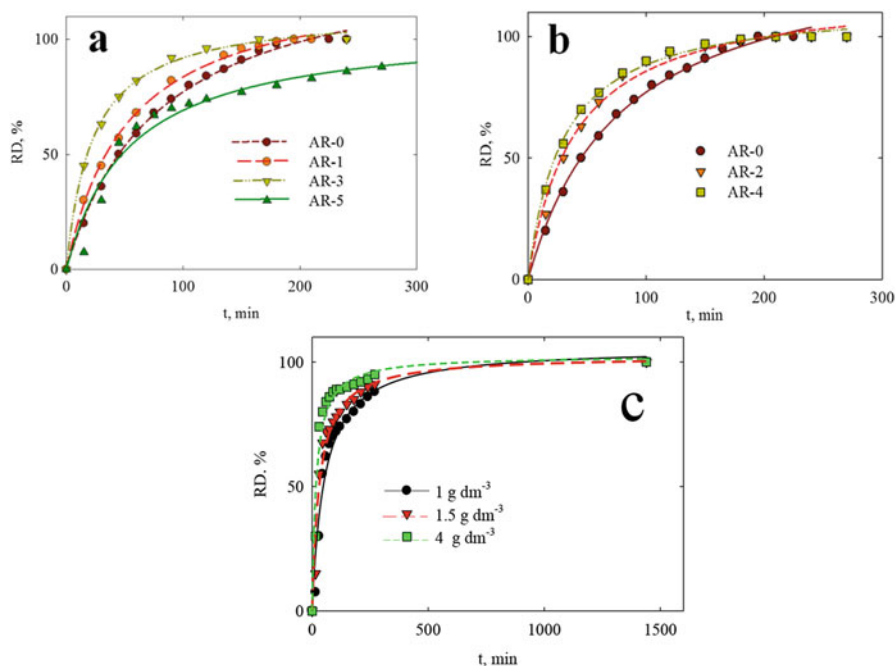 a
RD, %
100
50
0
AR-0
AR-1
AR-3
AR-5
0
100
200
300
t, min
b
RD, %
100
50
0
AR-0
AR-2
AR-4
0
100
200
300
t, min
c
RD. %
100
50
0
1 g dm⁻³
1.5 g dm⁻³
4 g dm⁻³
0
500
1000
1500
t, min